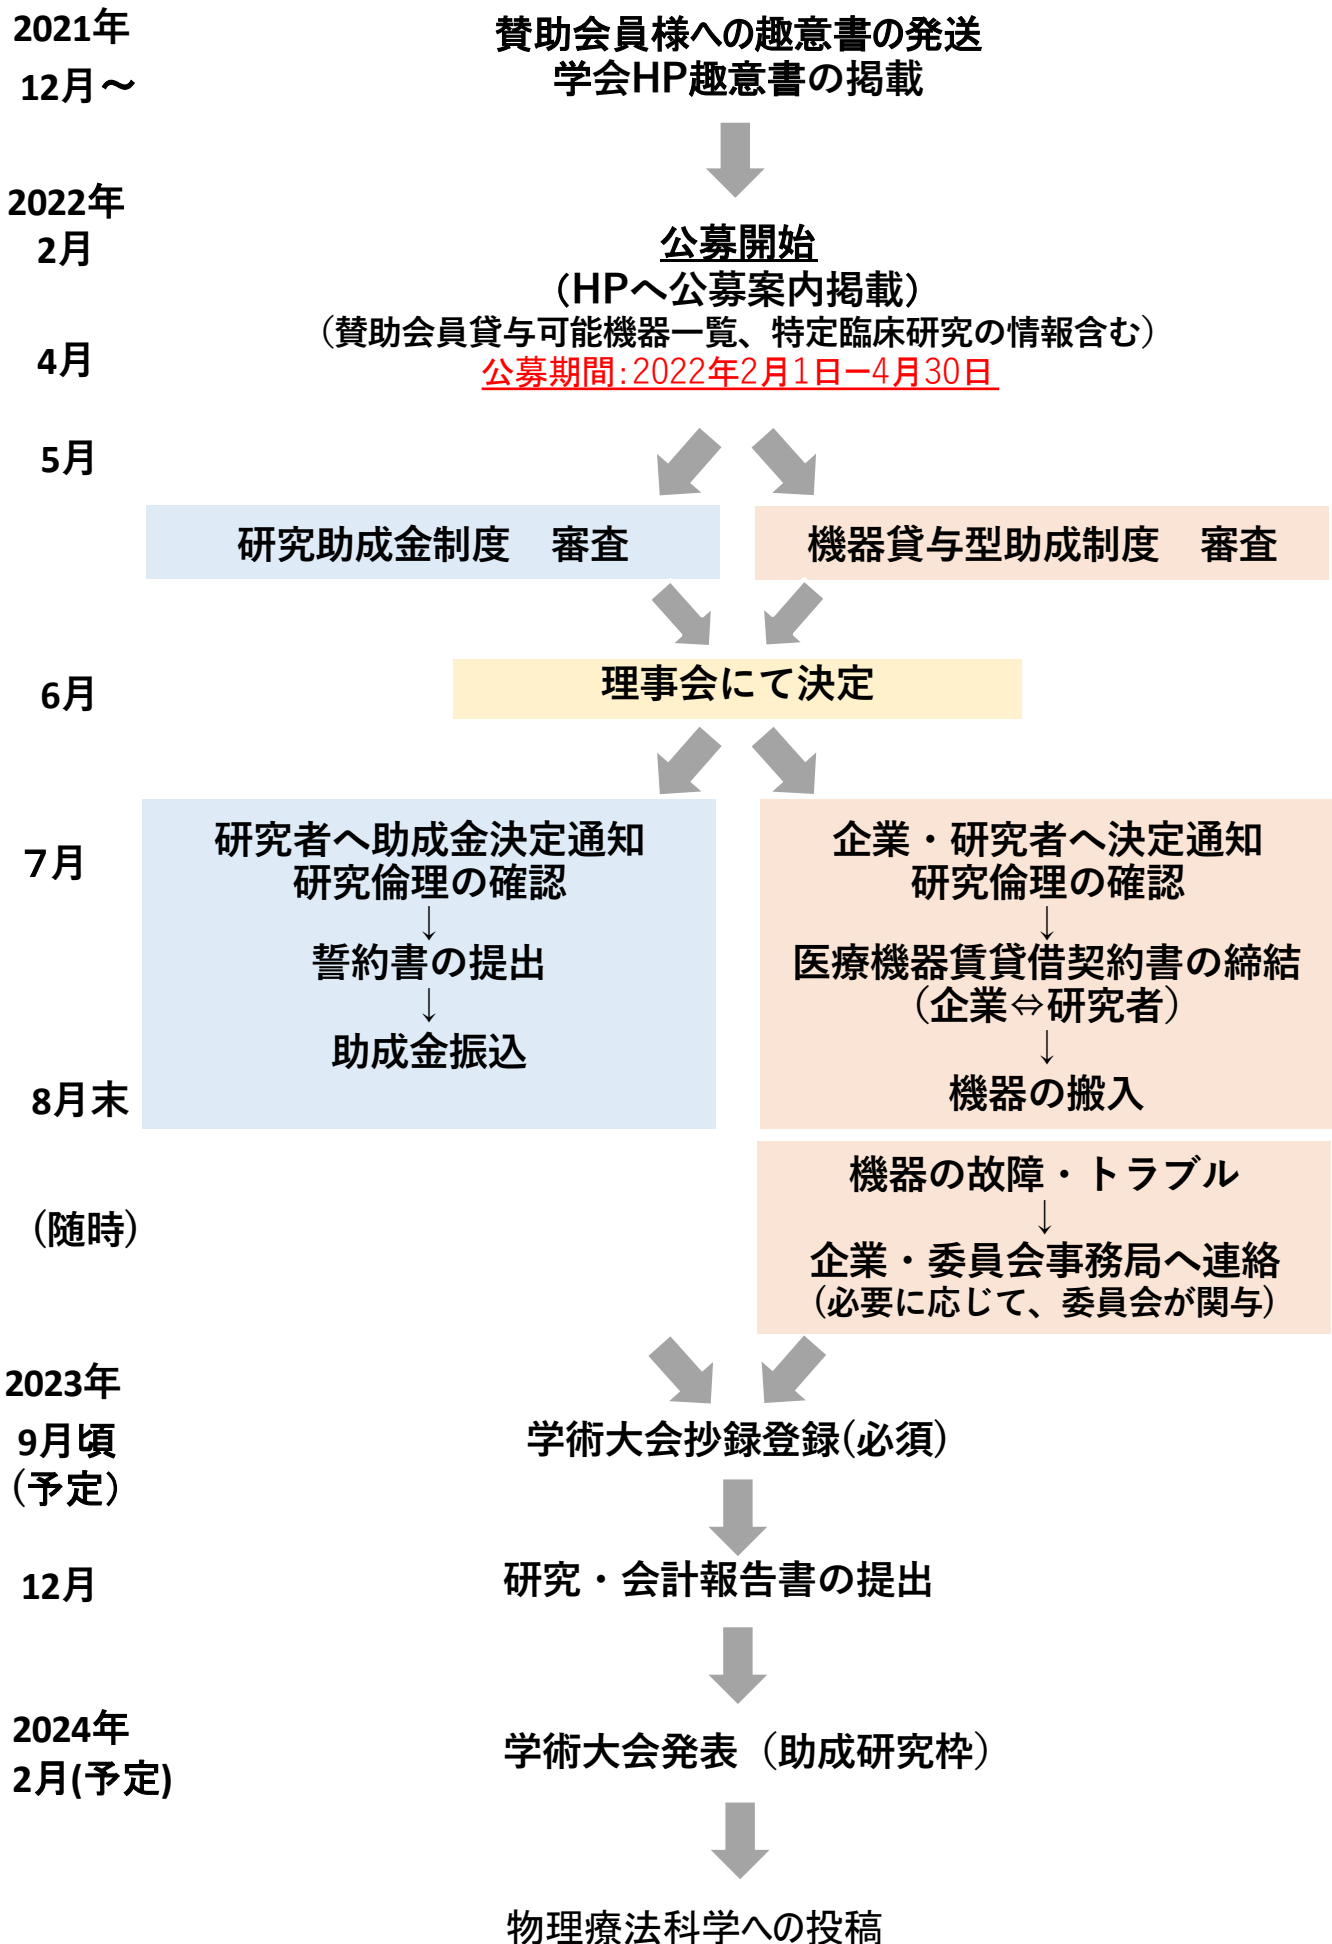 2021年
12月～
賛助会員様への趣意書の発送
学会HP趣意書の掲載
2022年
2月
公募開始
（HPへ公募案内掲載）
（賛助会員貸与可能機器一覧、特定臨床研究の情報含む）
4月
公募期間：2022年2月1日ー4月30日
5月
研究助成金制度　審査
機器貸与型助成制度　審査
6月
理事会にて決定
7月
研究者へ助成金決定通知
研究倫理の確認
↓
誓約書の提出
↓
助成金振込
企業・研究者へ決定通知
研究倫理の確認
↓
医療機器賃貸借契約書の締結
（企業⇔研究者）
↓
機器の搬入
8月末
機器の故障・トラブル
↓
企業・委員会事務局へ連絡
（必要に応じて、委員会が関与）
（随時）
2023年
9月頃
（予定）
学術大会抄録登録(必須）
12月
研究・会計報告書の提出
2024年
2月(予定)
学術大会発表（助成研究枠）
物理療法科学への投稿